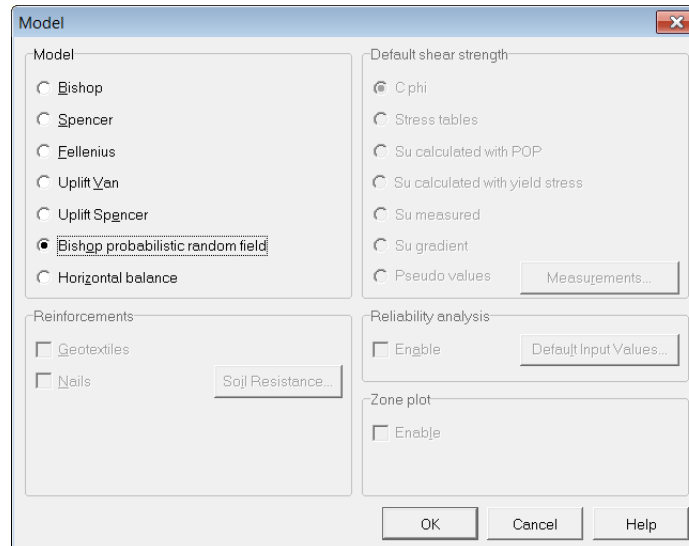 Model
Model
Bishop
Spencer
Fellenius
Uplift Van
Uplift Spencer
Bishop probabilistic random field
Horizontal balance
Default shear strength
C phi
Stress tables
Su calculated with POP
Su calculated with yield stress
Su measured
Su gradient
Pseudo values
Measurements...
Reinforcements
Geotextiles
Nails
Soil Resistance...
Reliability analysis
Enable
Default Input Values...
Zone plot
Enable
OK
Cancel
Help